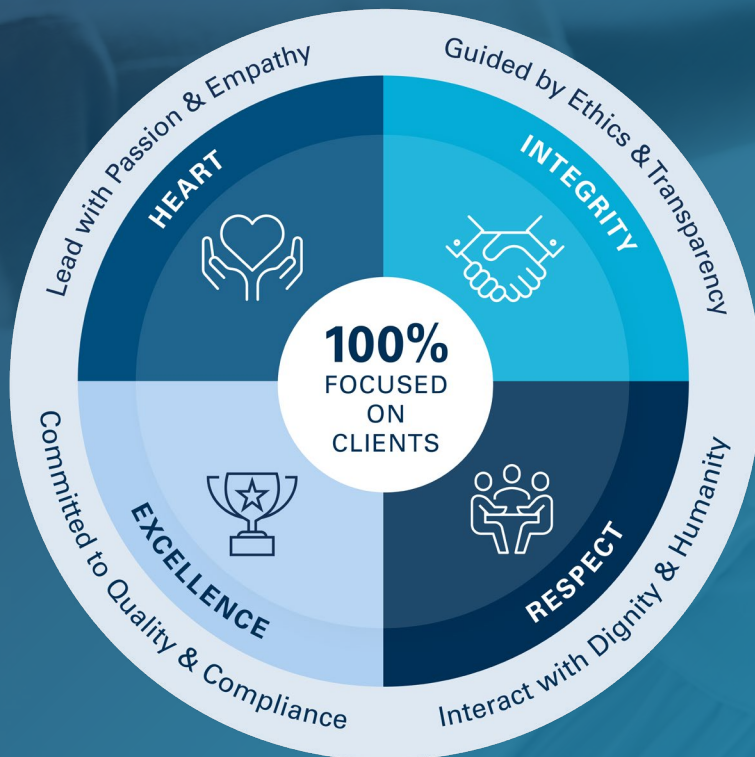 Lead with Passion & Empathy
HEART
Guided by Ethics & Transparency
INTEGRITY
100%
FOCUSED
ON
CLIENTS
EXCELLENCE
Committed to Quality & Compliance
RESPECT
Interact with Dignity & Humanity